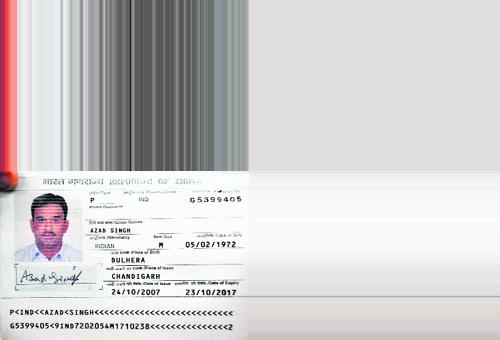 भारत गणराज्य REPUBLIC OF INDIA
P IND G5399405
AZAD SINGH
INDIAN M 05/02/1972
DULHERA
CHANDIGARH
24/10/2007 23/10/2017
Azad Singh
P<IND<<AZAD<SINGH<<<<<<<<<<<<<<<<<<<<<<<<<<<
G5399405<9IND7202054M1710238<<<<<<<<<<<<<<<2